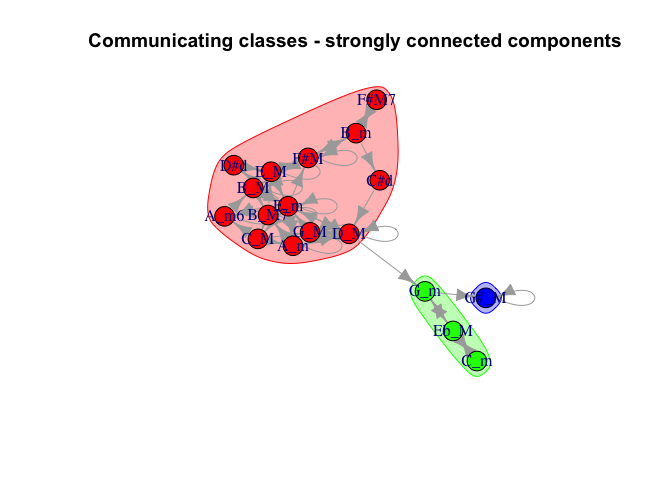 Communicating classes - strongly connected components
F#M7
B_m
F#M
D#d
E_M
C#d
B_M
E_m
A_m6
B_M7
G_M
D_M
C_M
A_m
G_m
G#_M
Eb_M
C_m